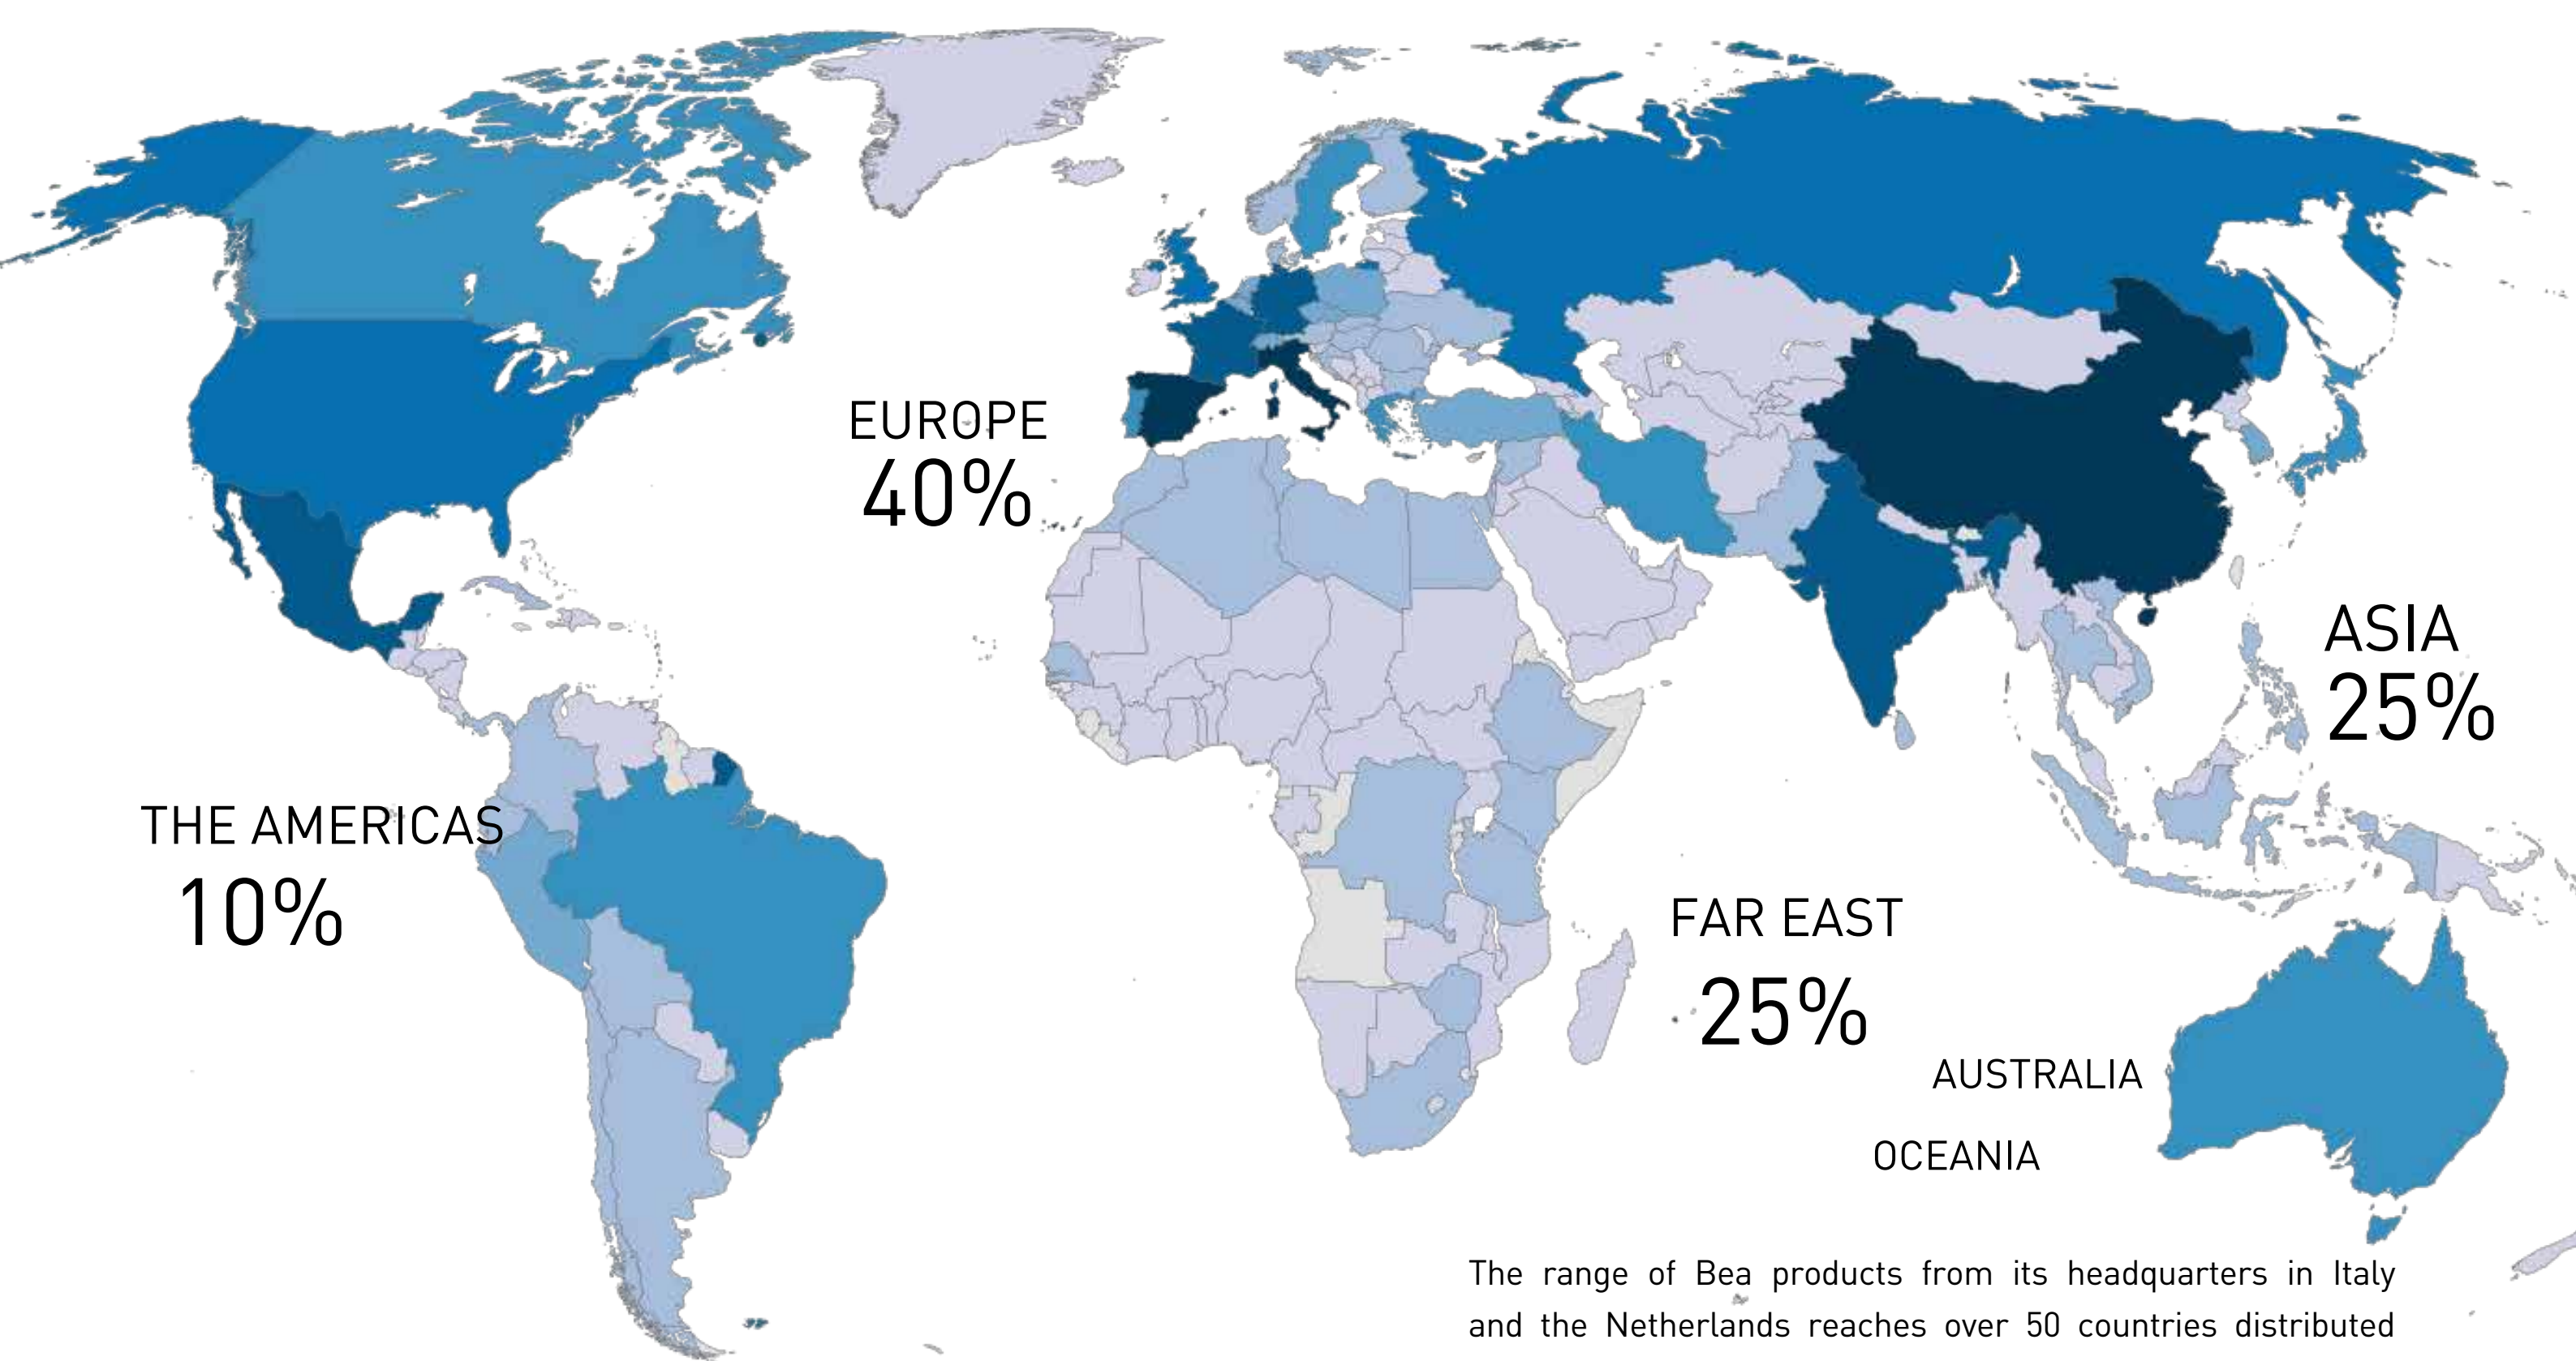 EUROPE
40%
ASIA
25%
THE AMERICAS
10%
FAR EAST
25%
AUSTRALIA
OCEANIA
The range of Bea products from its headquarters in Italy
and the Netherlands reaches over 50 countries distributed